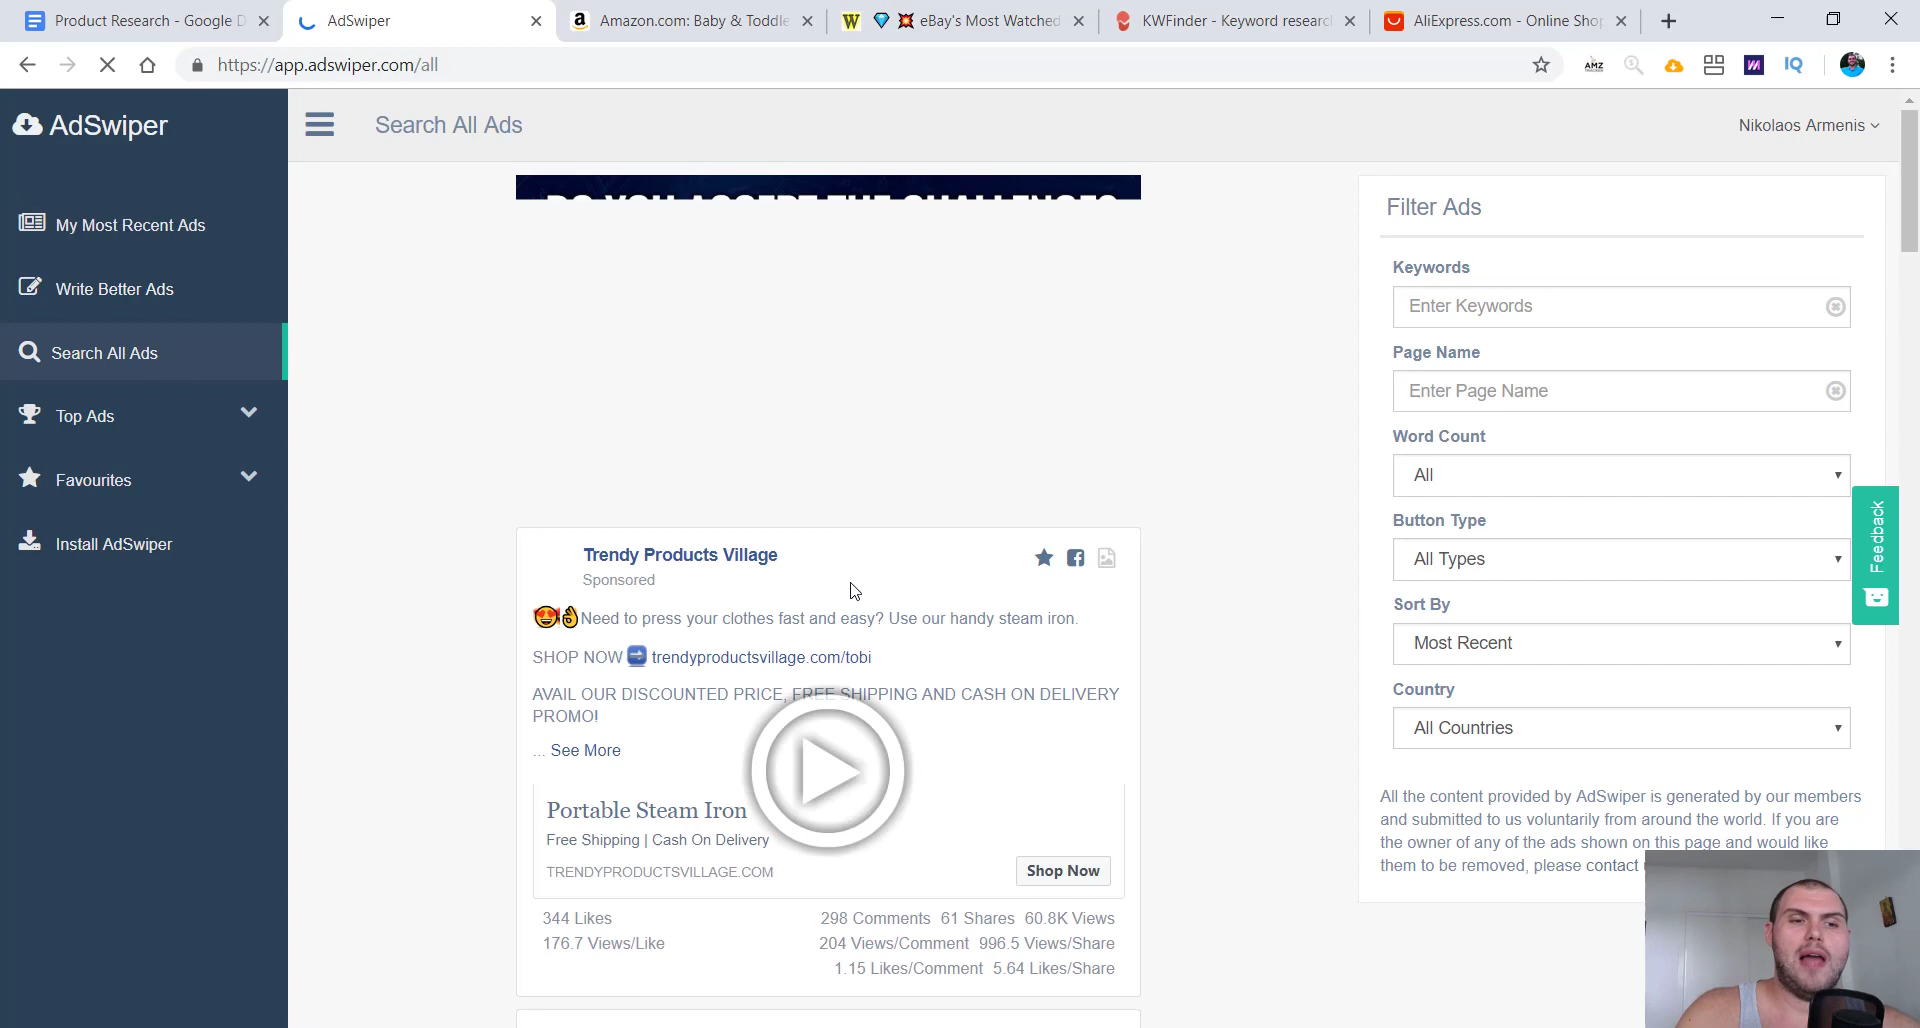 Product Research - Google D
AdSwiper
Amazon.com: Baby & Toddle
eBay's Most Watched
KWFinder - Keyword research
AliExpress.com - Online Shop
https://app.adswiper.com/all
AMZ
IQ
AdSwiper
Search All Ads
Nikolaos Armenis
My Most Recent Ads
Write Better Ads
Search All Ads
Top Ads
Favourites
Install AdSwiper
DO YOU ACCEPT THE CHALLENGE?
Trendy Products Village
Sponsored
😍👌Need to press your clothes fast and easy? Use our handy steam iron.
SHOP NOW ➡ trendyproductsvillage.com/tobi
AVAIL OUR DISCOUNTED PRICE, FREE SHIPPING AND CASH ON DELIVERY
PROMO!
... See More
Portable Steam Iron
Free Shipping | Cash On Delivery
TRENDYPRODUCTSVILLAGE.COM
Shop Now
344 Likes
298 Comments 61 Shares 60.8K Views
176.7 Views/Like
204 Views/Comment 996.5 Views/Share
1.15 Likes/Comment 5.64 Likes/Share
Filter Ads
Keywords
Enter Keywords
Page Name
Enter Page Name
Word Count
All
Button Type
All Types
Sort By
Most Recent
Country
All Countries
Feedback
All the content provided by AdSwiper is generated by our members
and submitted to us voluntarily from around the world. If you are
the owner of any of the ads shown on this page and would like
them to be removed, please contact